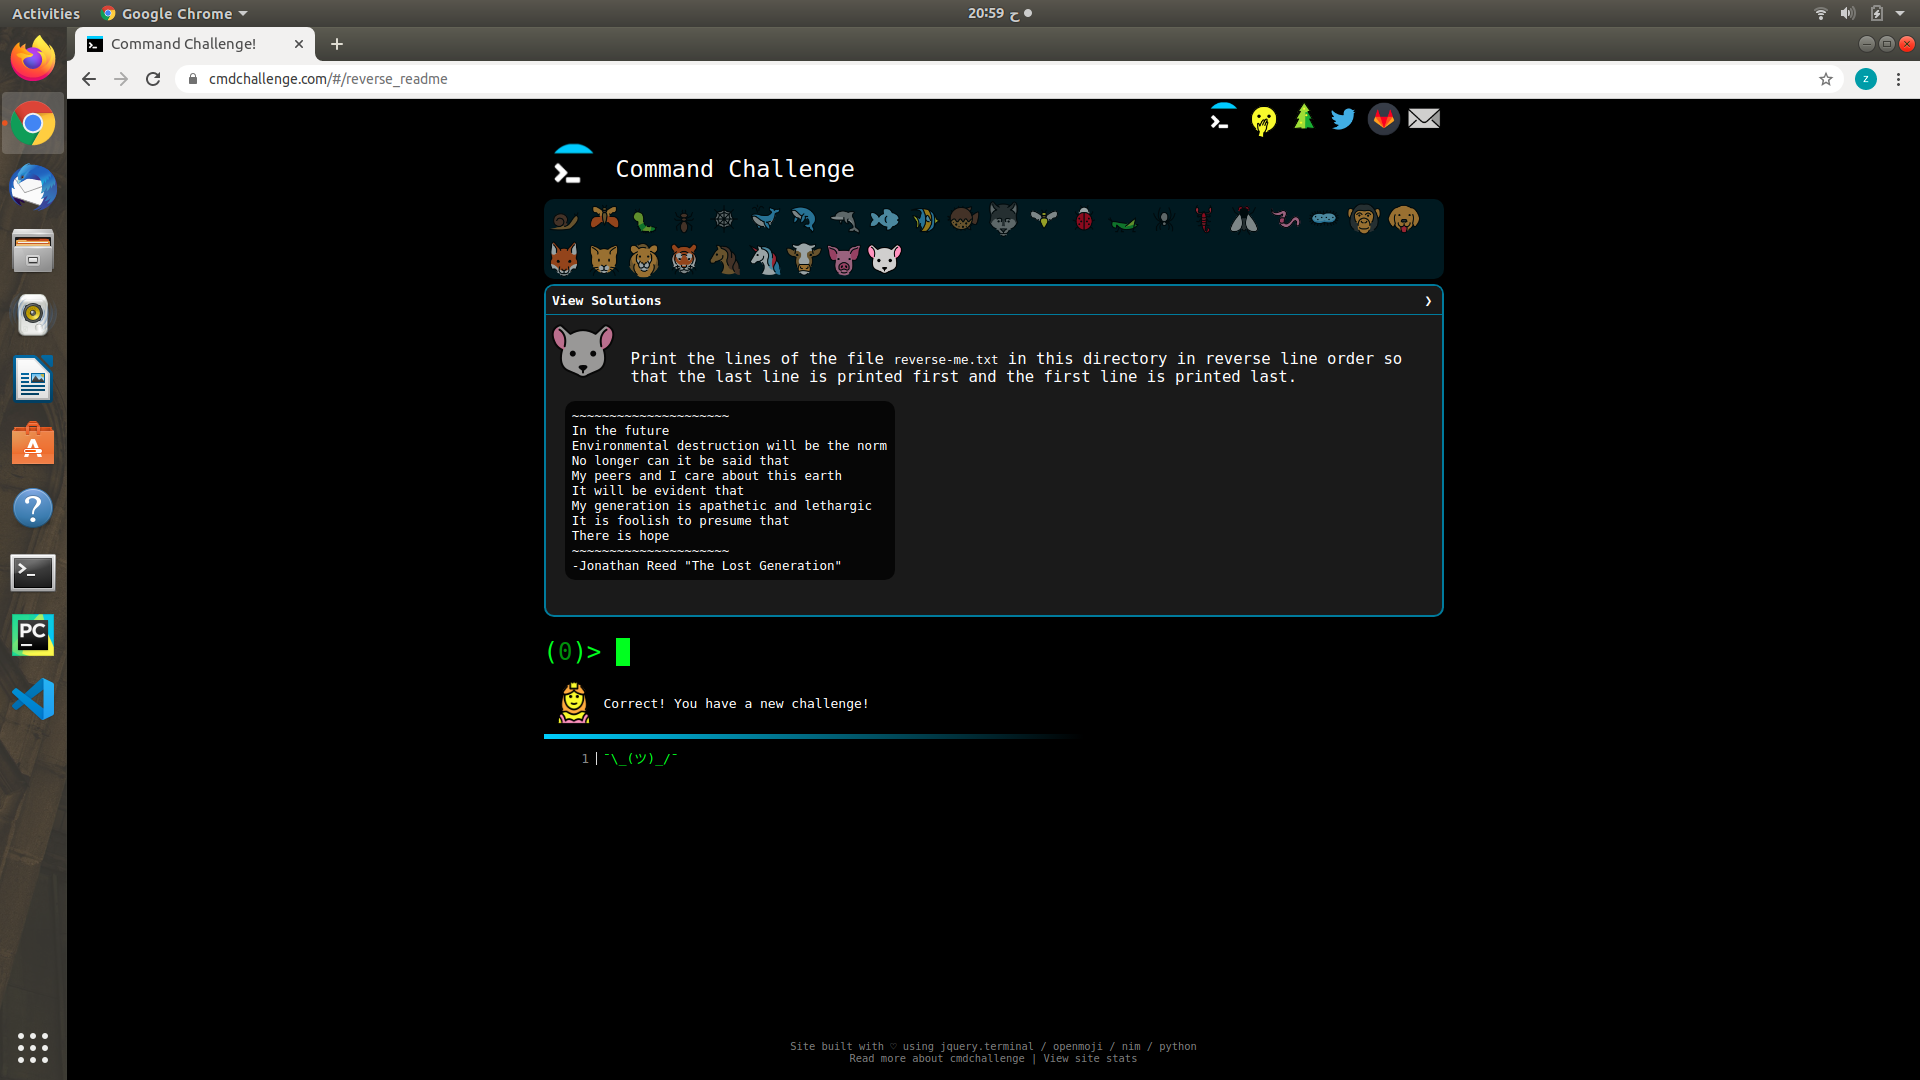 Activities
Google Chrome
20:59 ح
Command Challenge!
cmdchallenge.com/#/reverse_readme
z
Command Challenge
View Solutions
Print the lines of the file reverse-me.txt in this directory in reverse line order so
that the last line is printed first and the first line is printed last.
~~~~~~~~~~~~~~~~~~~~~
In the future
Environmental destruction will be the norm
No longer can it be said that
My peers and I care about this earth
It will be evident that
My generation is apathetic and lethargic
It is foolish to presume that
There is hope
~~~~~~~~~~~~~~~~~~~~~
-Jonathan Reed "The Lost Generation"
(0)>
Correct! You have a new challenge!
1 ¯\_(ツ)_/¯
PC
Site built with ♡ using jquery.terminal / openmoji / nim / python
Read more about cmdchallenge | View site stats